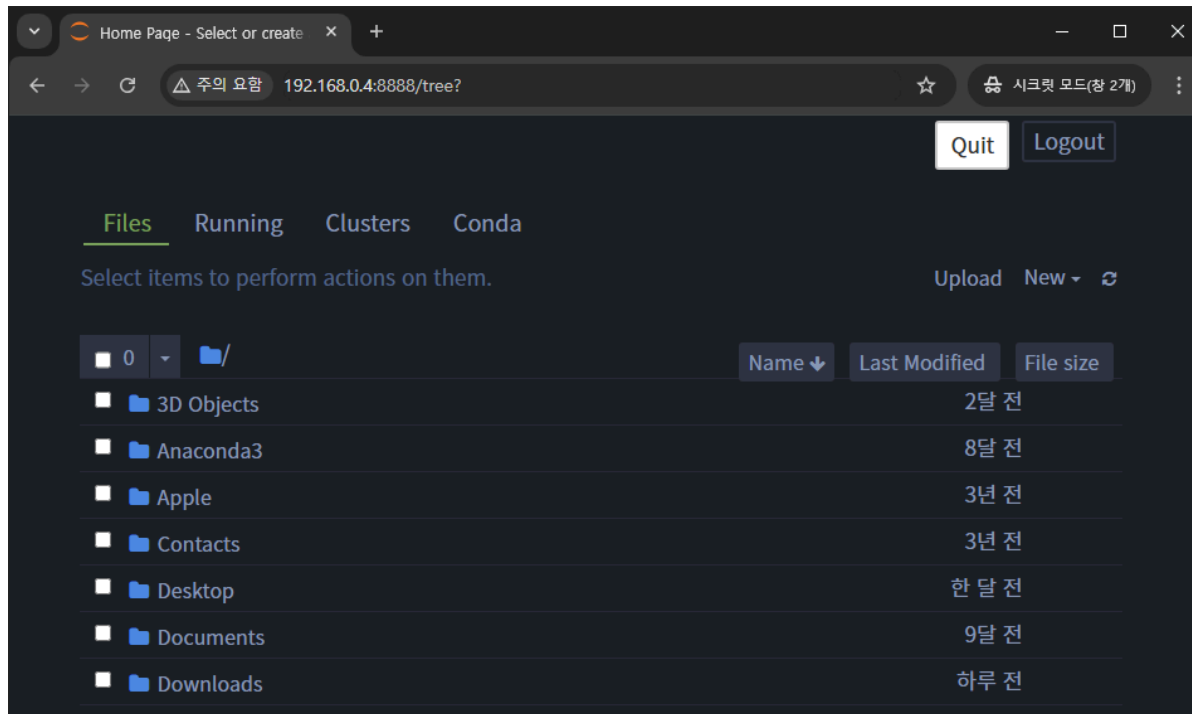 Home Page - Select or create
주의 요함 192.168.0.4:8888/tree?
시크릿 모드(창 2개)
Quit Logout
Files Running Clusters Conda
Select items to perform actions on them.
Upload New
0 /
Name Last Modified File size
3D Objects 2달 전
Anaconda3 8달 전
Apple 3년 전
Contacts 3년 전
Desktop 한 달 전
Documents 9달 전
Downloads 하루 전